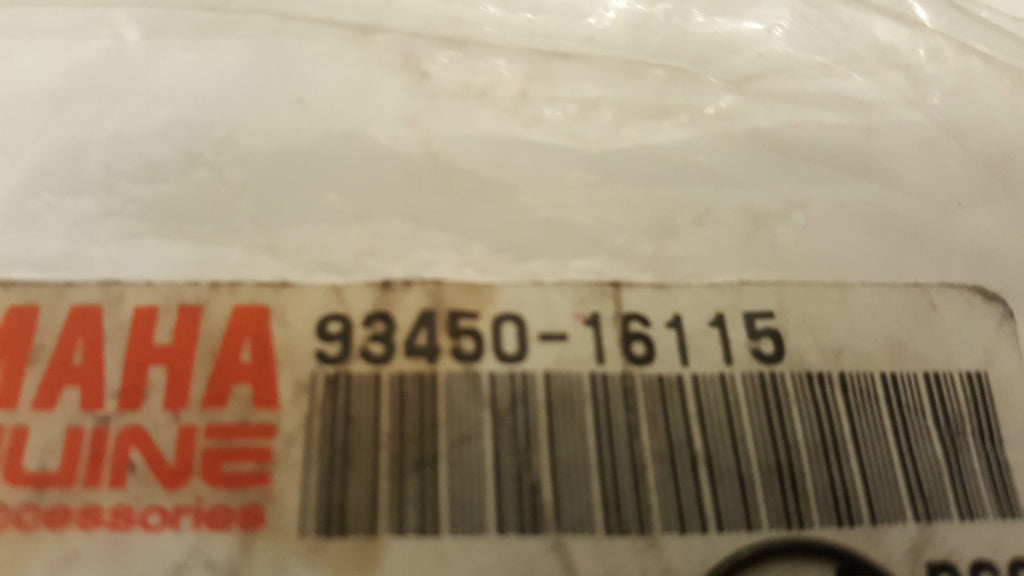 MAHA
93450-16115
UINE
ccessories